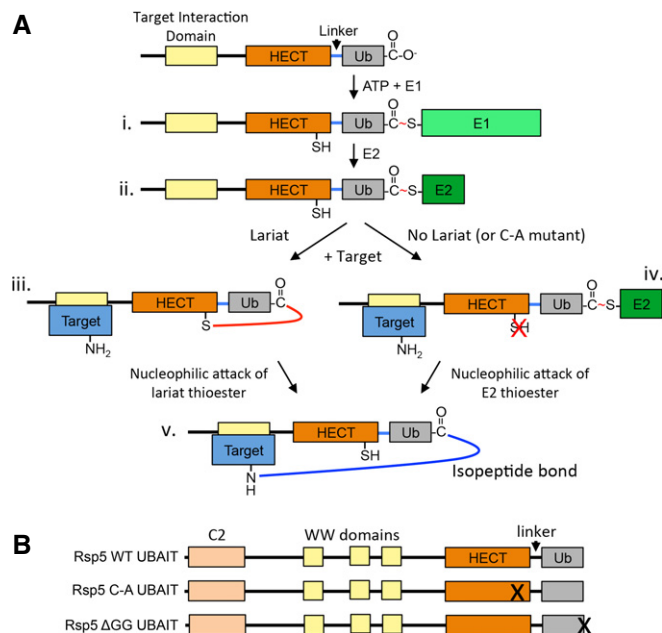 A
Target Interaction
Domain
Linker
HECT
Ub
O
C-O-
ATP + E1
i.
HECT
SH
Ub
O
C~S
E1
E2
ii.
HECT
SH
Ub
O
C~S
E2
Lariat
No Lariat (or C-A mutant)
+ Target
iii.
HECT
Ub
O
C
Target
S
NH2
iv.
HECT
Ub
O
C~S
E2
Target
SH
NH2
Nucleophilic attack of
lariat thioester
Nucleophilic attack of
E2 thioester
v.
HECT
Ub
O
C
Target
SH
N
H
Isopeptide bond
B
C2
WW domains
linker
Rsp5 WT UBAIT
HECT
Ub
Rsp5 C-A UBAIT
X
Rsp5 ΔGG UBAIT
X